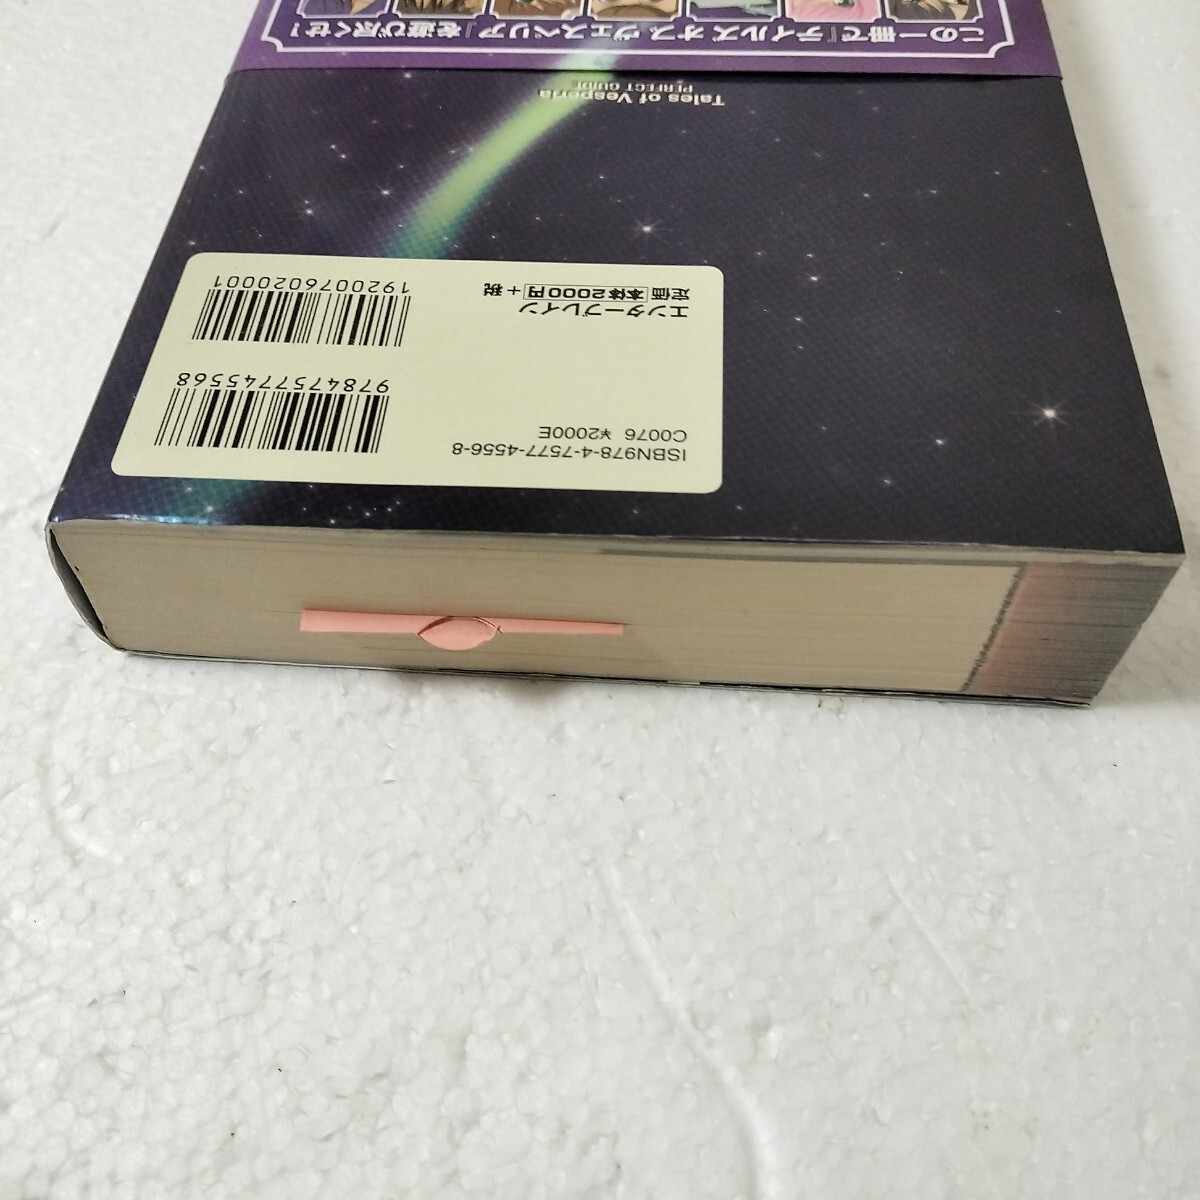 ISBN978-4-7577-4556-8
C0076 ¥2000E
エンターブレイン
定価 本体2000円 +税
9784757745568
1920076020001
Tales of Vesperia
PERFECT GUIDE
この一冊で『テイルズ オブ ヴェスペリア』を遊び尽くせ!